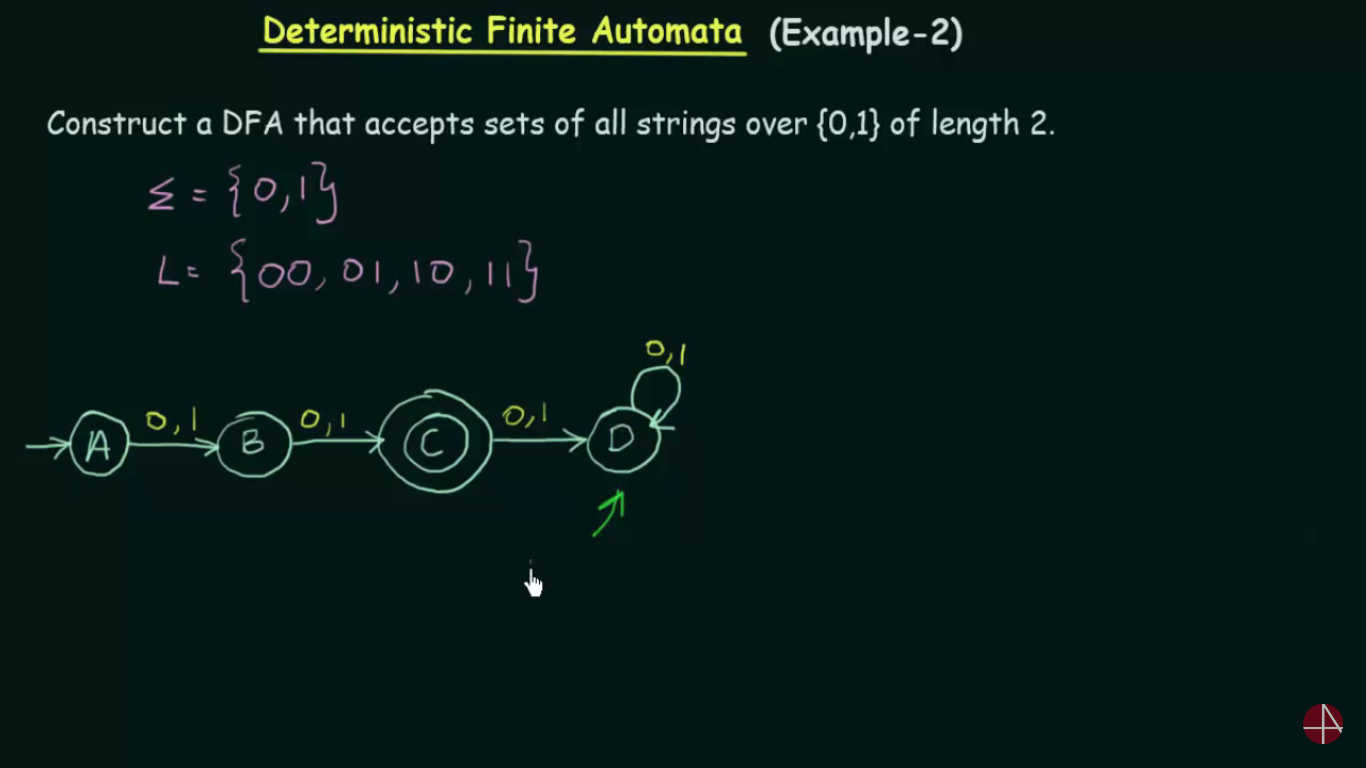 Deterministic Finite Automata (Example-2)
Construct a DFA that accepts sets of all strings over {0,1} of length 2.
Σ = {0,1}
L = {00, 01, 10, 11}
0,1
A 0,1 B 0,1 C 0,1 D